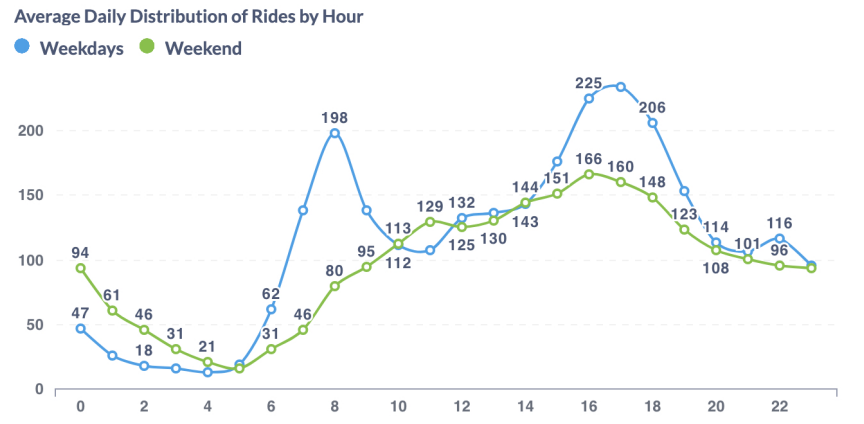 Average Daily Distribution of Rides by Hour
Weekdays Weekend
225
198 206
200
166 160
150 144 151 148
129 132
113 123 114 116
94 95 143 101 96
100 112 125 130 108
80
61 62
47 46 46
50 31 31
18 21
0
0 2 4 6 8 10 12 14 16 18 20 22